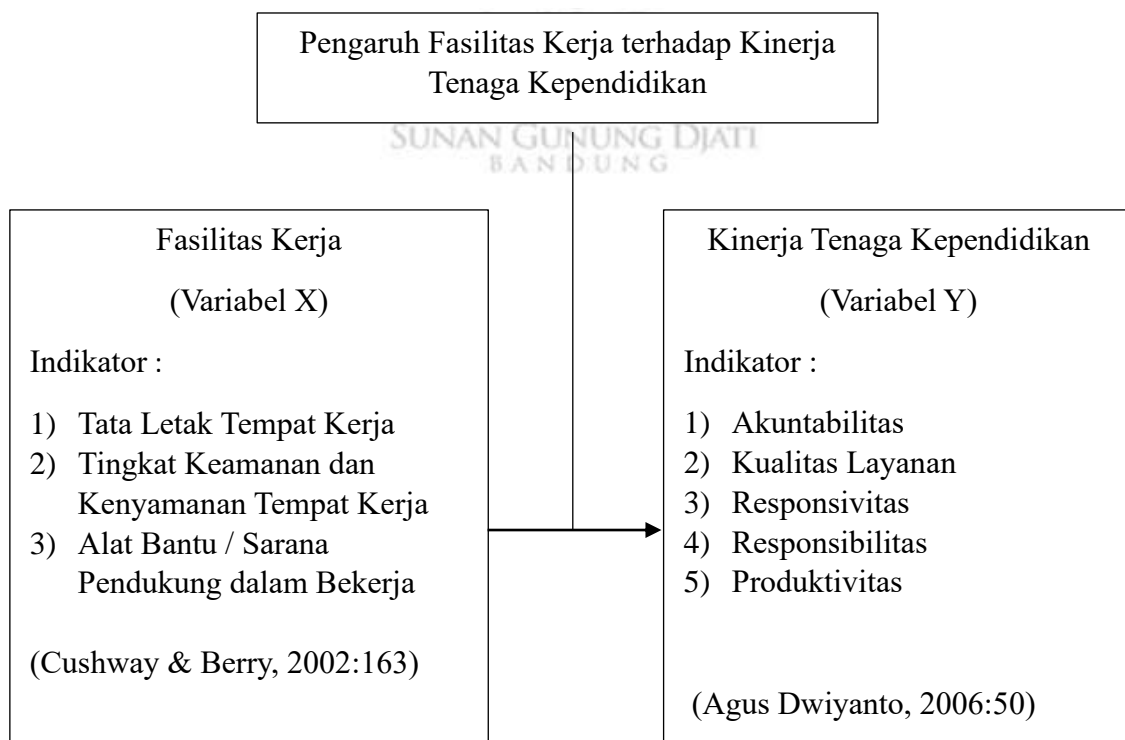 Pengaruh Fasilitas Kerja terhadap Kinerja
Tenaga Kependidikan
SUNAN GUNUNG DJATI
BANDUNG
Fasilitas Kerja
(Variabel X)
Indikator :
1) Tata Letak Tempat Kerja
2) Tingkat Keamanan dan
Kenyamanan Tempat Kerja
3) Alat Bantu / Sarana
Pendukung dalam Bekerja
(Cushway & Berry, 2002:163)
Kinerja Tenaga Kependidikan
(Variabel Y)
Indikator :
1) Akuntabilitas
2) Kualitas Layanan
3) Responsivitas
4) Responsibilitas
5) Produktivitas
(Agus Dwiyanto, 2006:50)